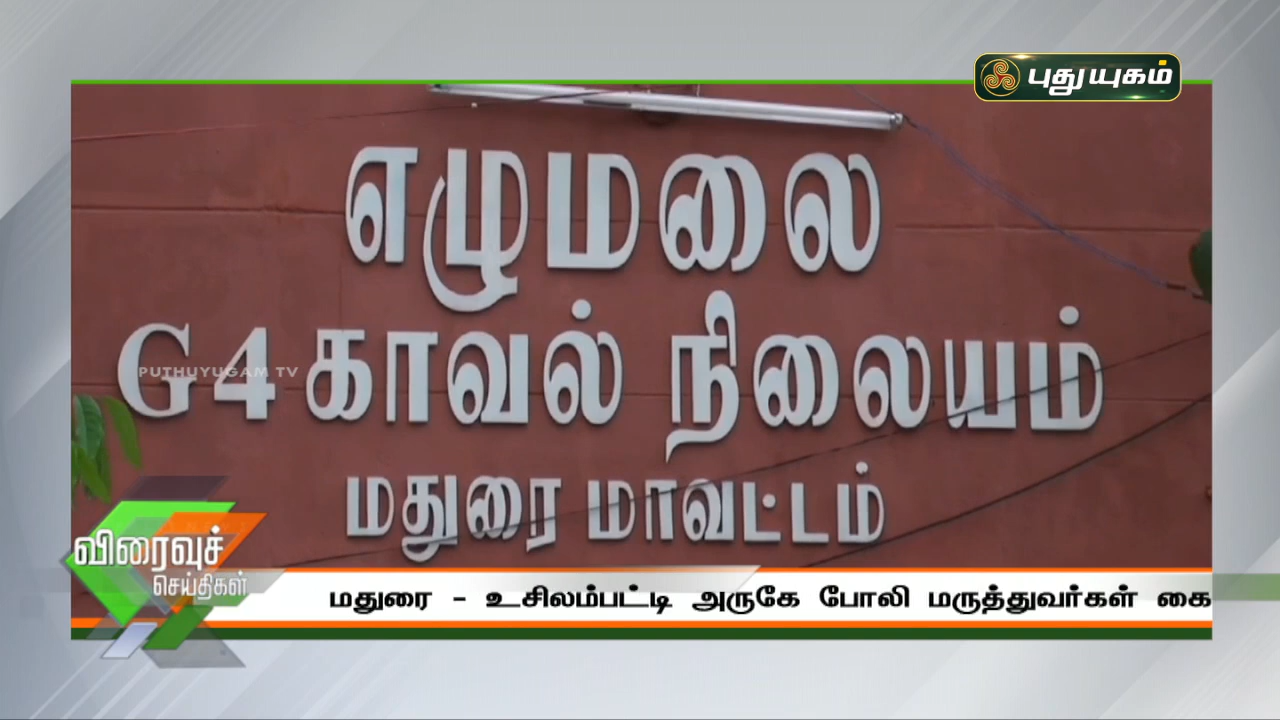 புதுயுகம்
எழுமலை
G4 காவல் நிலையம்
PUTHUYUGAM TV
மதுரை மாவட்டம்
விரைவுச்
செய்திகள்
மதுரை - உசிலம்பட்டி அருகே போலி மருத்துவர்கள் கை